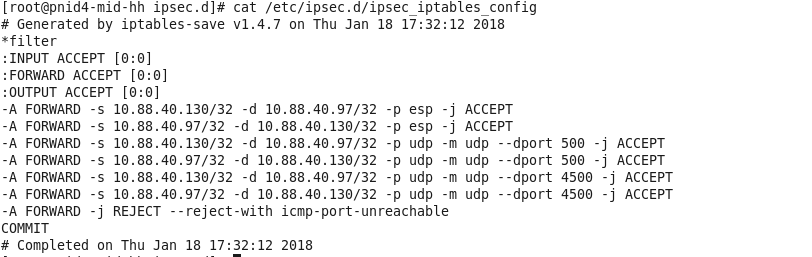 [root@pnid4-mid-hh ipsec.d]# cat /etc/ipsec.d/ipsec_iptables_config
# Generated by iptables-save v1.4.7 on Thu Jan 18 17:32:12 2018
*filter
:INPUT ACCEPT [0:0]
:FORWARD ACCEPT [0:0]
:OUTPUT ACCEPT [0:0]
-A FORWARD -s 10.88.40.130/32 -d 10.88.40.97/32 -p esp -j ACCEPT
-A FORWARD -s 10.88.40.97/32 -d 10.88.40.130/32 -p esp -j ACCEPT
-A FORWARD -s 10.88.40.130/32 -d 10.88.40.97/32 -p udp -m udp --dport 500 -j ACCEPT
-A FORWARD -s 10.88.40.97/32 -d 10.88.40.130/32 -p udp -m udp --dport 500 -j ACCEPT
-A FORWARD -s 10.88.40.130/32 -d 10.88.40.97/32 -p udp -m udp --dport 4500 -j ACCEPT
-A FORWARD -s 10.88.40.97/32 -d 10.88.40.130/32 -p udp -m udp --dport 4500 -j ACCEPT
-A FORWARD -j REJECT --reject-with icmp-port-unreachable
COMMIT
# Completed on Thu Jan 18 17:32:12 2018